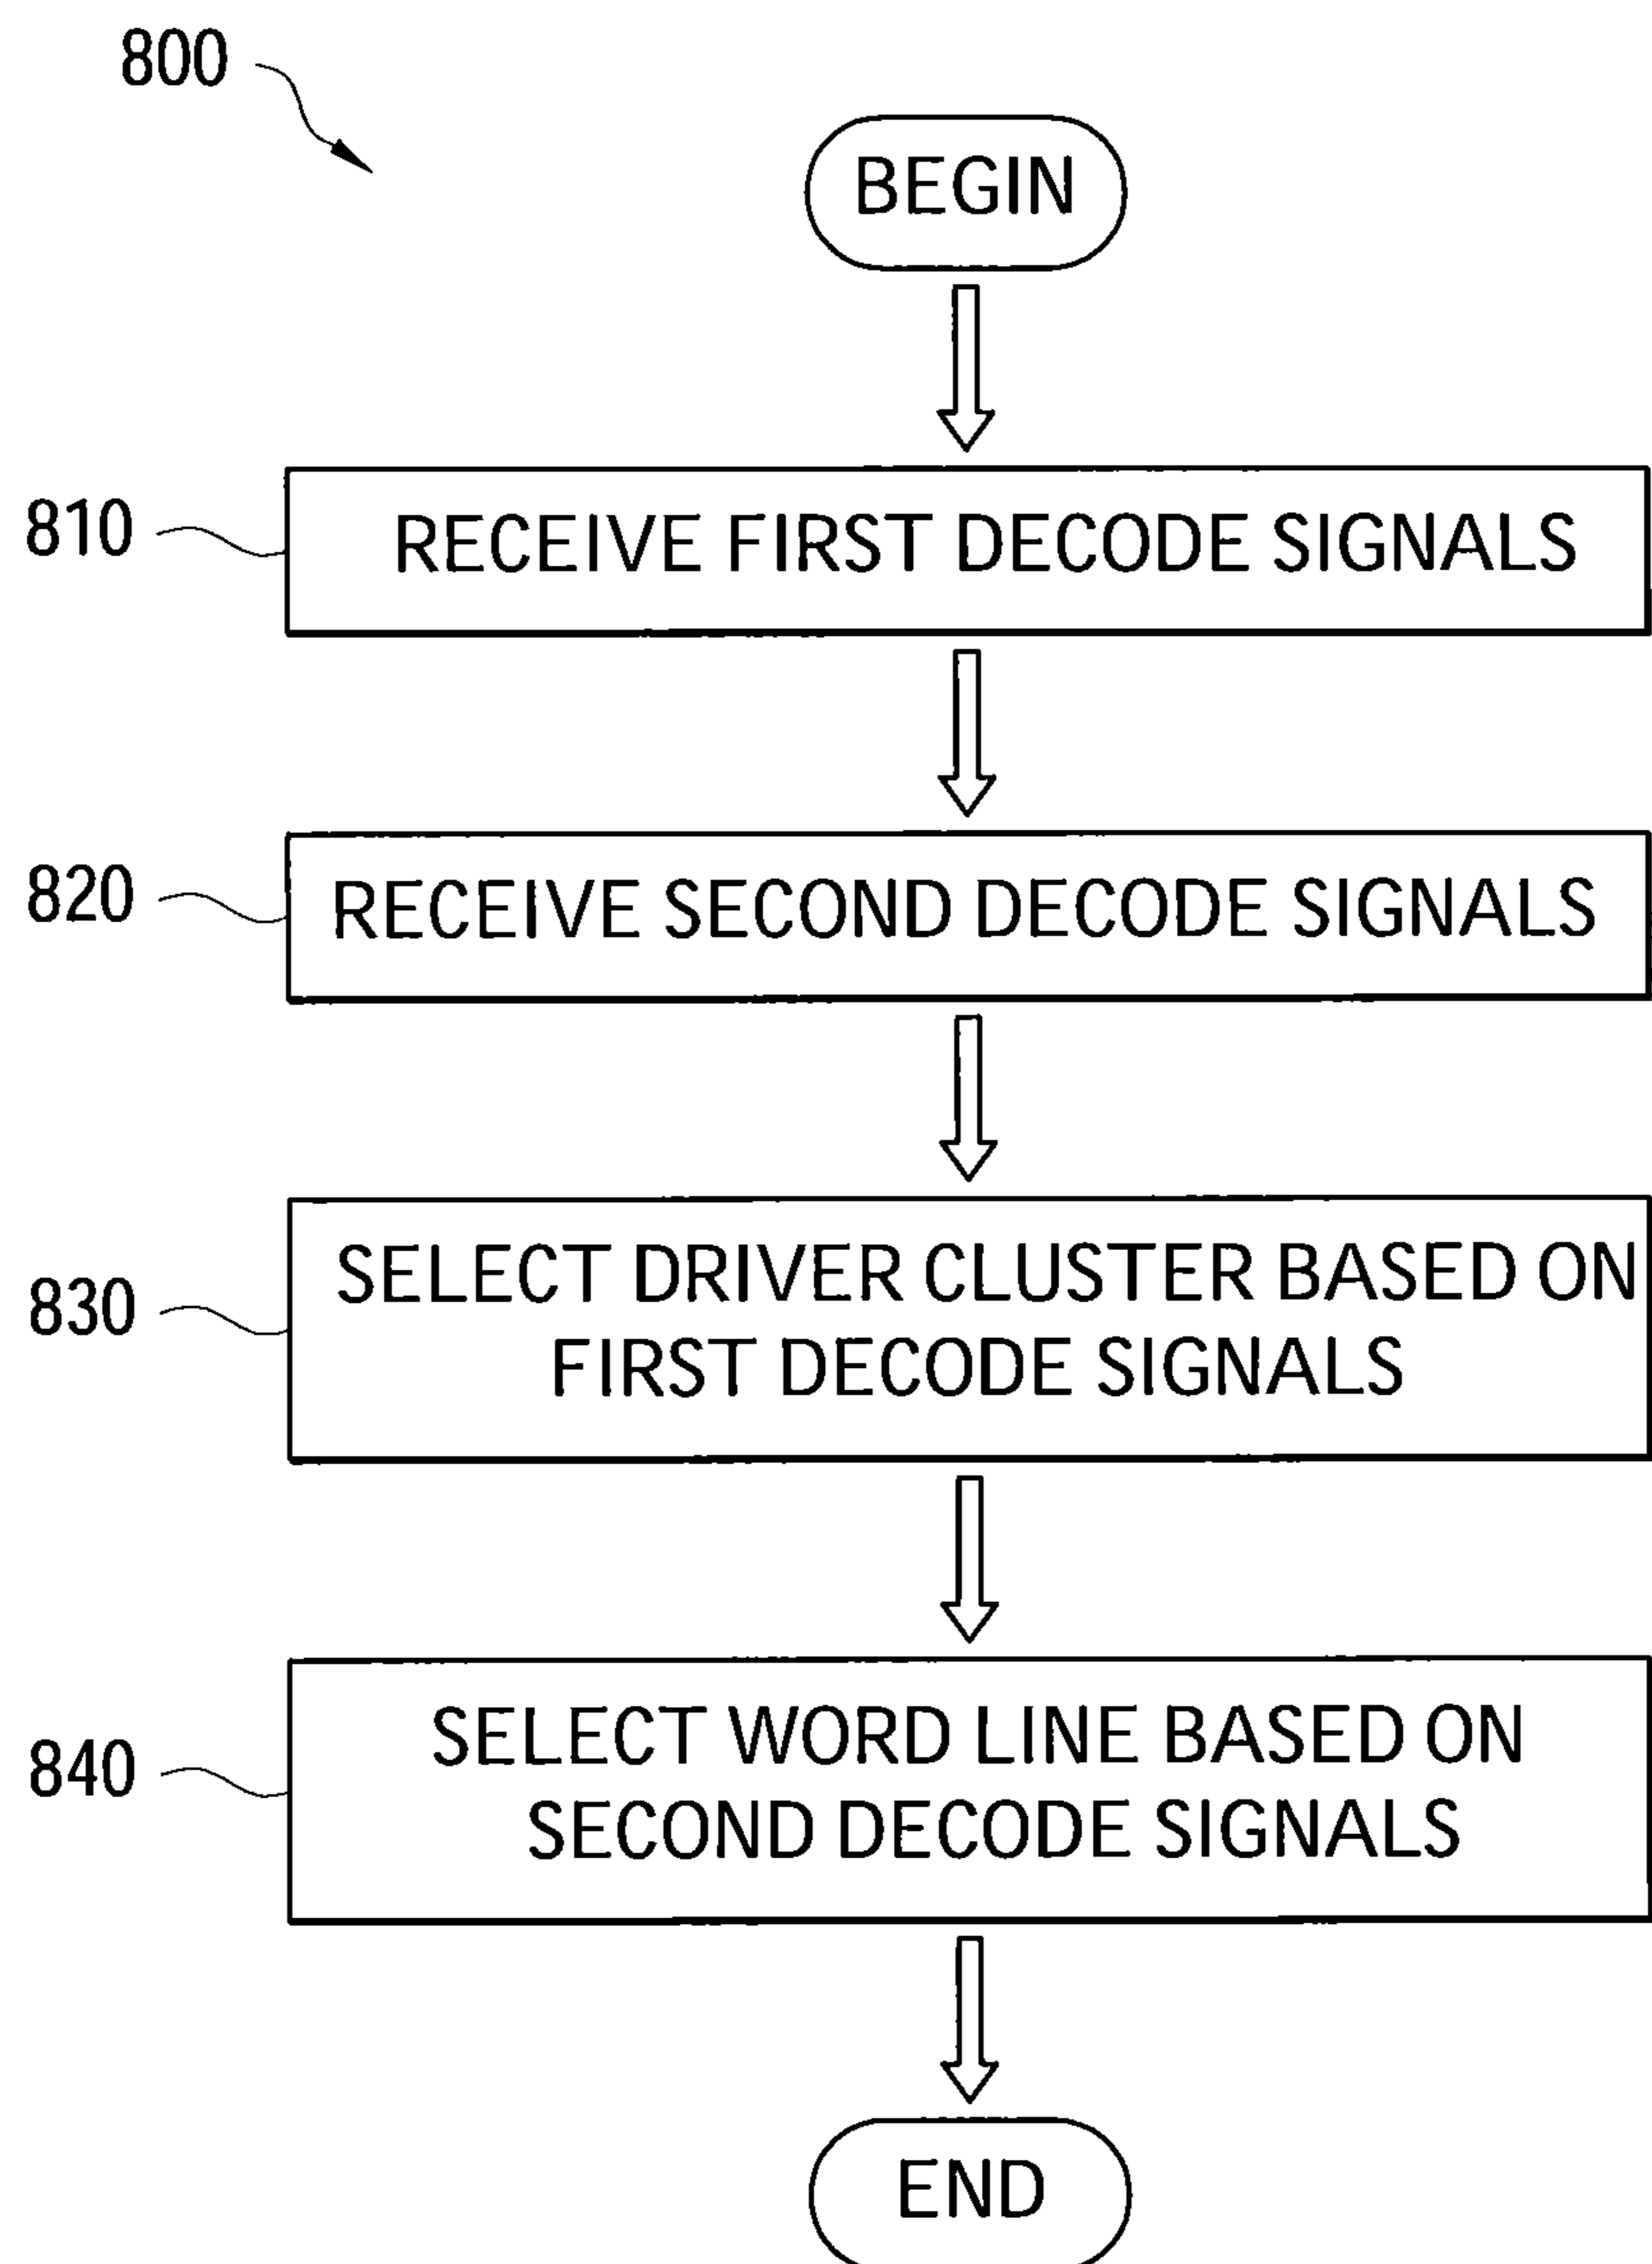 800
BEGIN
810
RECEIVE FIRST DECODE SIGNALS
820
RECEIVE SECOND DECODE SIGNALS
830
SELECT DRIVER CLUSTER BASED ON
FIRST DECODE SIGNALS
840
SELECT WORD LINE BASED ON
SECOND DECODE SIGNALS
END